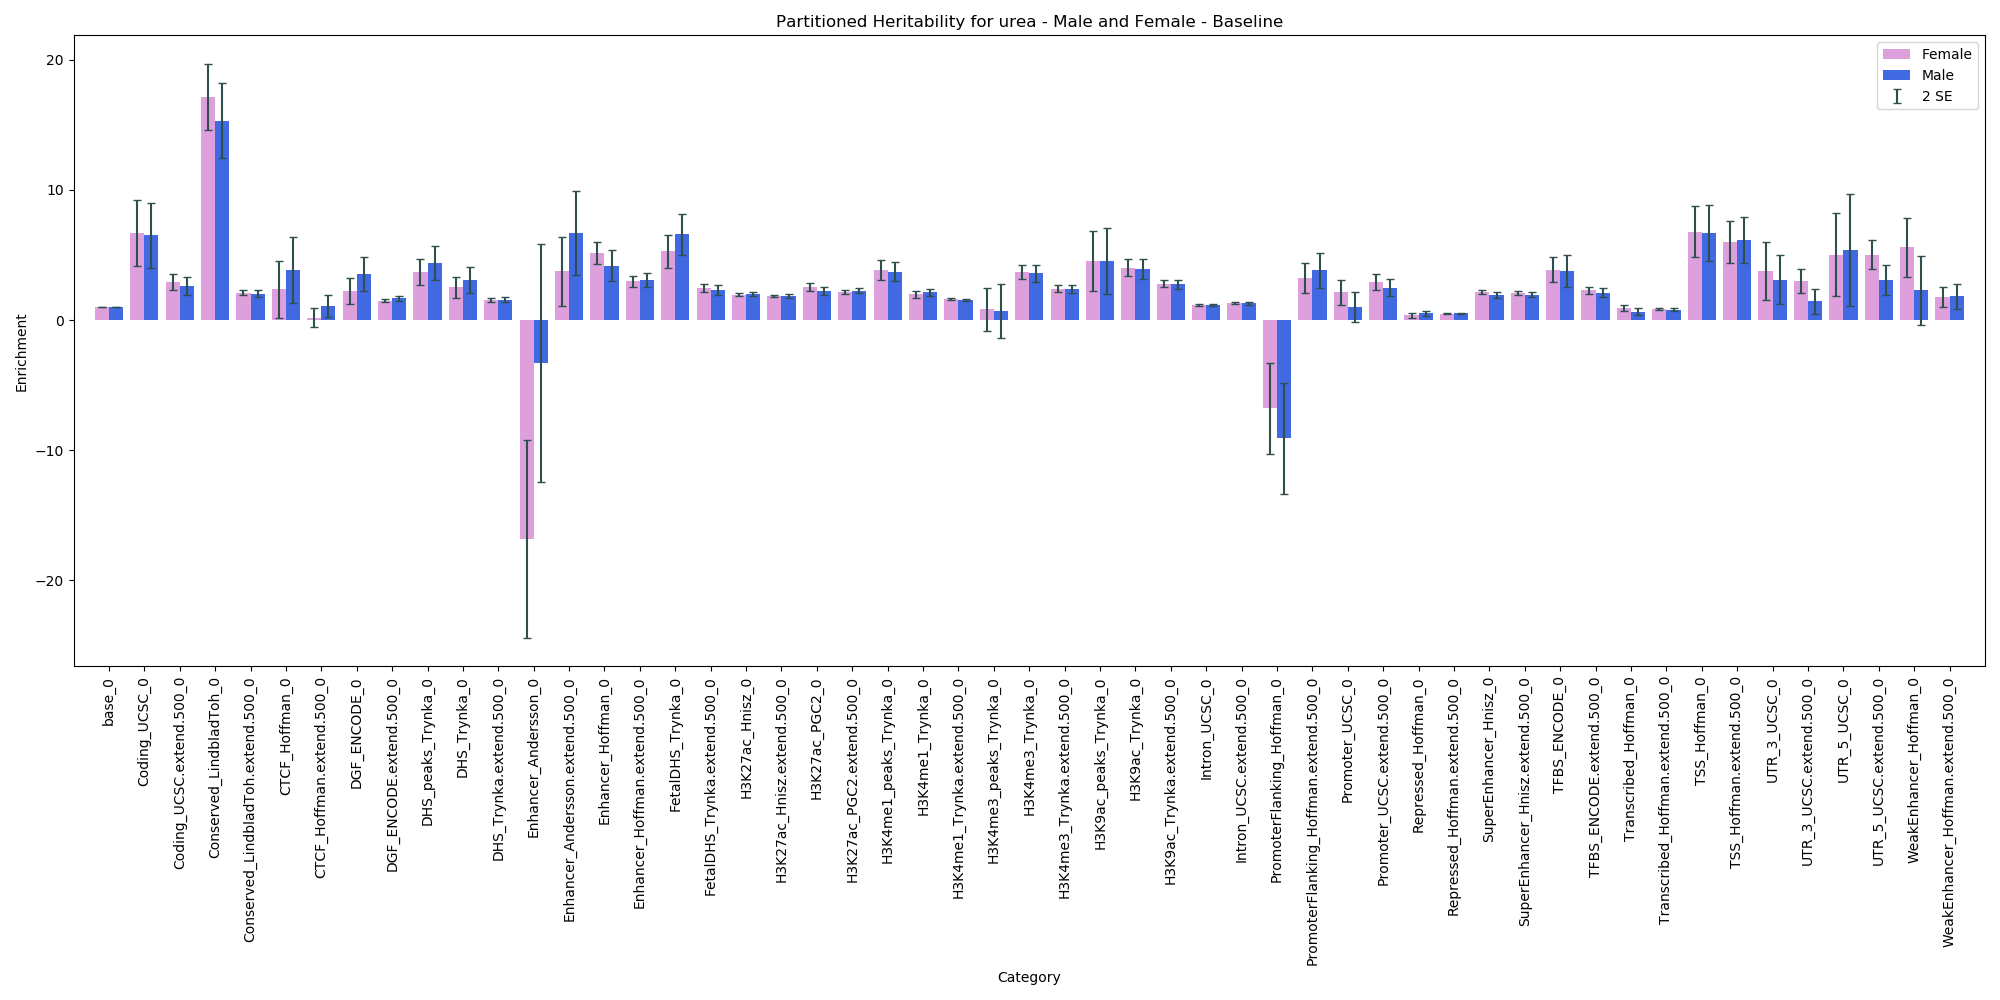 Partitioned Heritability for urea - Male and Female - Baseline
Female
Male
2 SE
20
10
0
−10
−20
Enrichment
base_0
Coding_UCSC_0
Coding_UCSC.extend.500_0
Conserved_LindbladToh_0
Conserved_LindbladToh.extend.500_0
CTCF_Hoffman_0
CTCF_Hoffman.extend.500_0
DGF_ENCODE_0
DGF_ENCODE.extend.500_0
DHS_peaks_Trynka_0
DHS_Trynka_0
DHS_Trynka.extend.500_0
Enhancer_Andersson_0
Enhancer_Andersson.extend.500_0
Enhancer_Hoffman_0
Enhancer_Hoffman.extend.500_0
FetalDHS_Trynka_0
FetalDHS_Trynka.extend.500_0
H3K27ac_Hnisz_0
H3K27ac_Hnisz.extend.500_0
H3K27ac_PGC2_0
H3K27ac_PGC2.extend.500_0
H3K4me1_peaks_Trynka_0
H3K4me1_Trynka_0
H3K4me1_Trynka.extend.500_0
H3K4me3_peaks_Trynka_0
H3K4me3_Trynka_0
H3K4me3_Trynka.extend.500_0
H3K9ac_peaks_Trynka_0
H3K9ac_Trynka_0
H3K9ac_Trynka.extend.500_0
Intron_UCSC_0
Intron_UCSC.extend.500_0
PromoterFlanking_Hoffman_0
PromoterFlanking_Hoffman.extend.500_0
Promoter_UCSC_0
Promoter_UCSC.extend.500_0
Repressed_Hoffman_0
Repressed_Hoffman.extend.500_0
SuperEnhancer_Hnisz_0
SuperEnhancer_Hnisz.extend.500_0
TFBS_ENCODE_0
TFBS_ENCODE.extend.500_0
Transcribed_Hoffman_0
Transcribed_Hoffman.extend.500_0
TSS_Hoffman_0
TSS_Hoffman.extend.500_0
UTR_3_UCSC_0
UTR_3_UCSC.extend.500_0
UTR_5_UCSC_0
UTR_5_UCSC.extend.500_0
WeakEnhancer_Hoffman_0
WeakEnhancer_Hoffman.extend.500_0
Category